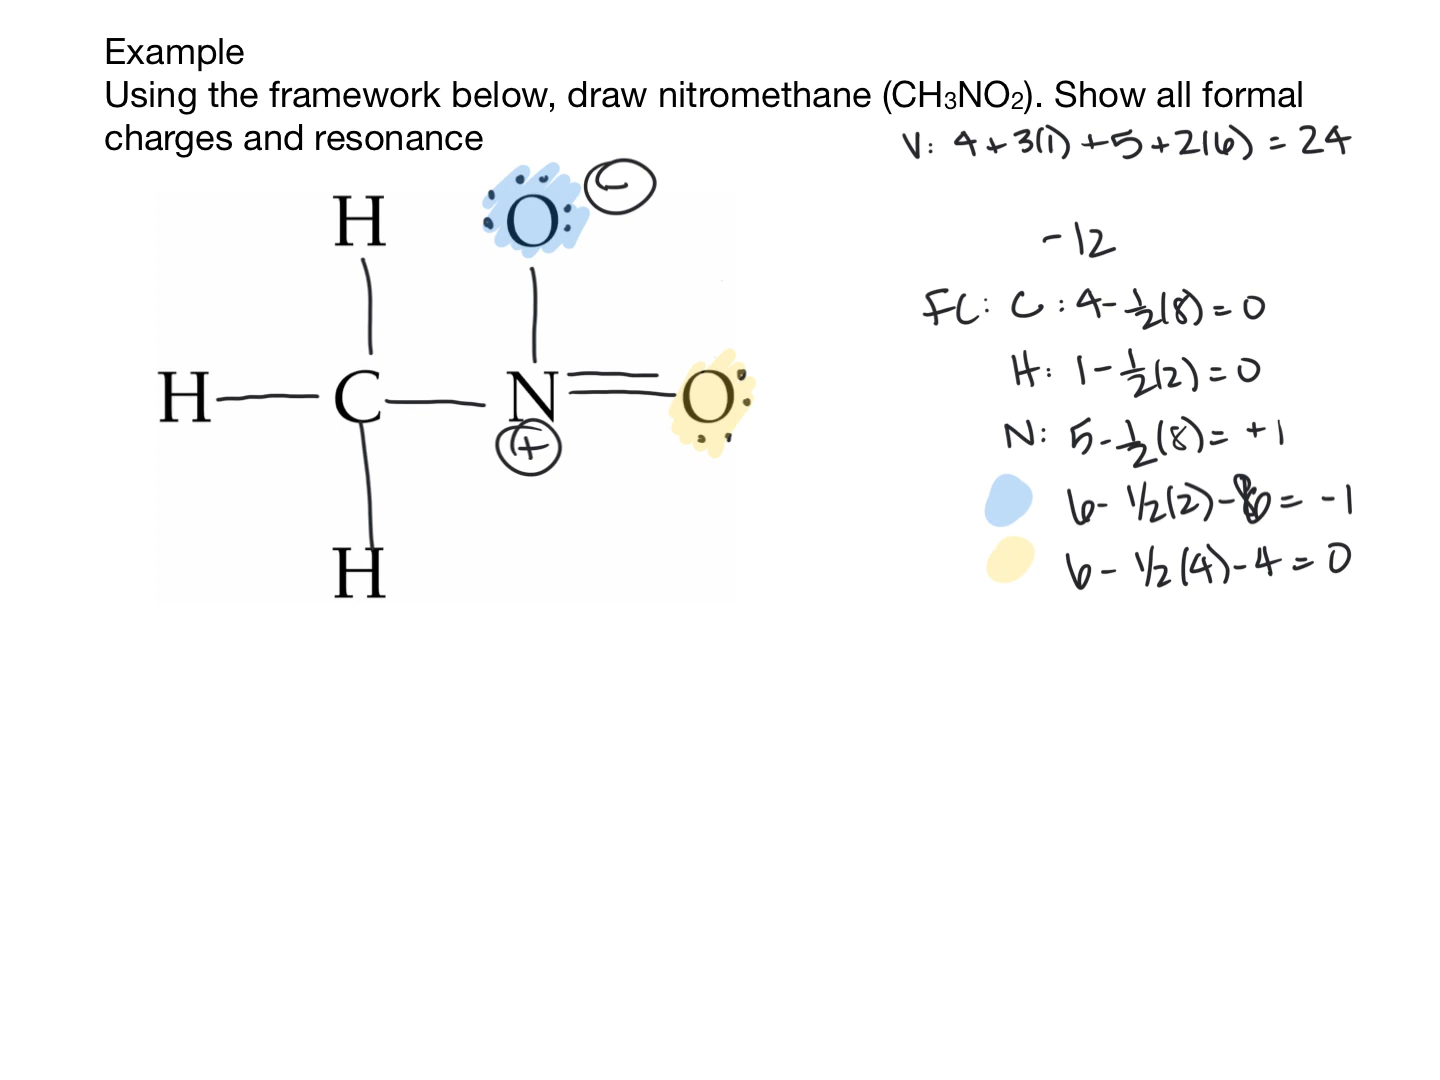 Example
Using the framework below, draw nitromethane (CH3NO2). Show all formal
charges and resonance
V: 4+3(1)+5+2(6) = 24
H O −
-12
FC: C: 4-½(8)=0
H: 1-½(2)=0
H C N O
+
N: 5-½(8)= +1
6- 1/2(2)-6= -1
H
6- 1/2(4)-4=0